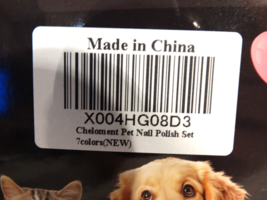 Made in China
X004HG08D3
Cheloment Pet Nail Polish Set
7colors(NEW)